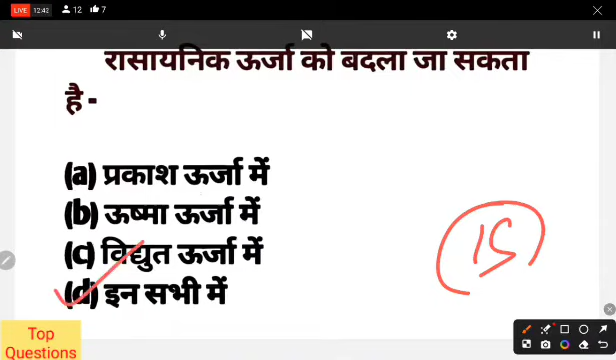 LIVE 12:42 12 7
रासायनिक ऊर्जा को बदला जा सकता
है -
(a) प्रकाश ऊर्जा में
(b) ऊष्मा ऊर्जा में
(c) विद्युत ऊर्जा में
(d) इन सभी में
15
Top
Questions